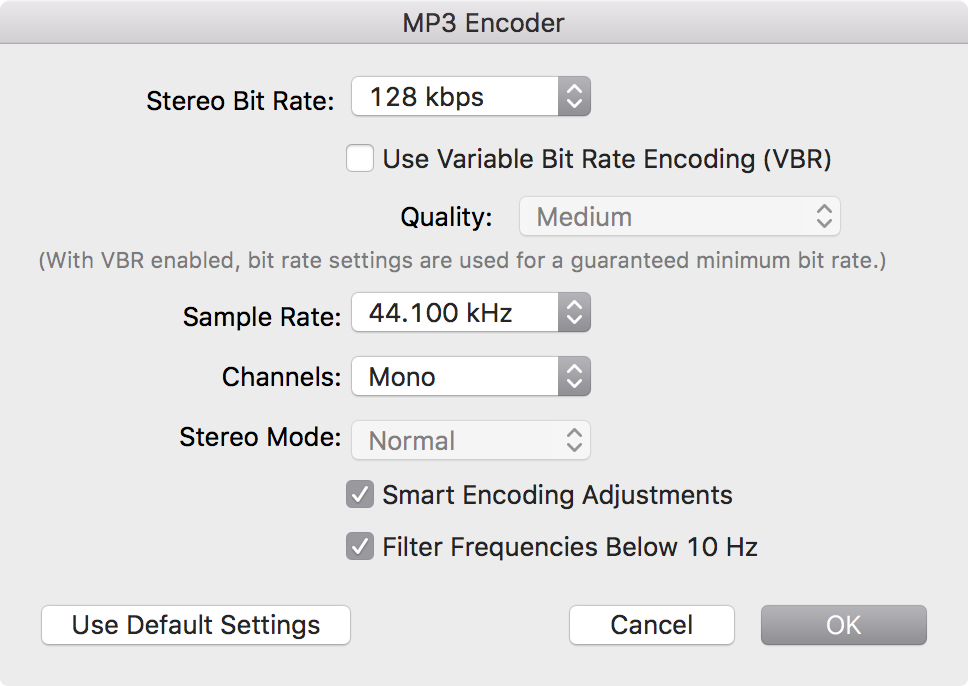 MP3 Encoder
Stereo Bit Rate: 128 kbps
Use Variable Bit Rate Encoding (VBR)
Quality: Medium
(With VBR enabled, bit rate settings are used for a guaranteed minimum bit rate.)
Sample Rate: 44.100 kHz
Channels: Mono
Stereo Mode: Normal
Smart Encoding Adjustments
Filter Frequencies Below 10 Hz
Use Default Settings Cancel OK